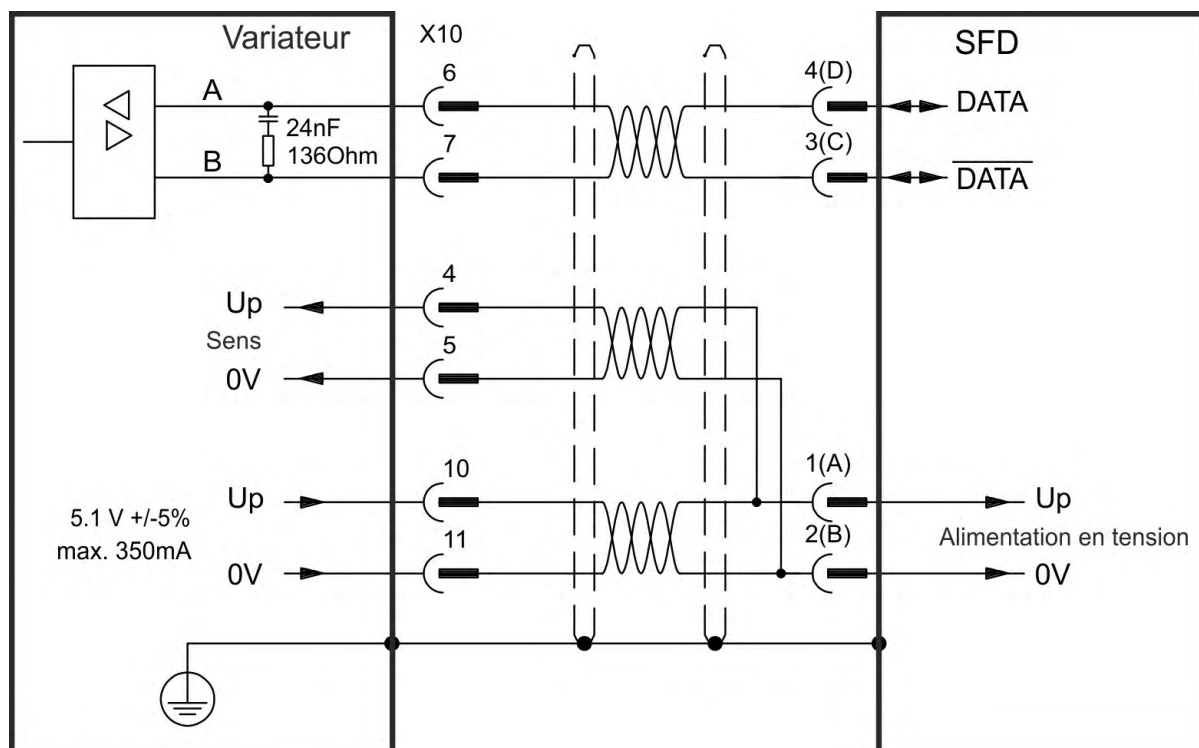 Variateur
X10
SFD
6
4(D)
A
DATA
24nF
136Ohm
7
3(C)
B
DATA
4
Up
Sens
5
0V
10
1(A)
Up
Up
5.1 V +/-5%
max. 350mA
11
2(B)
Alimentation en tension
0V
0V